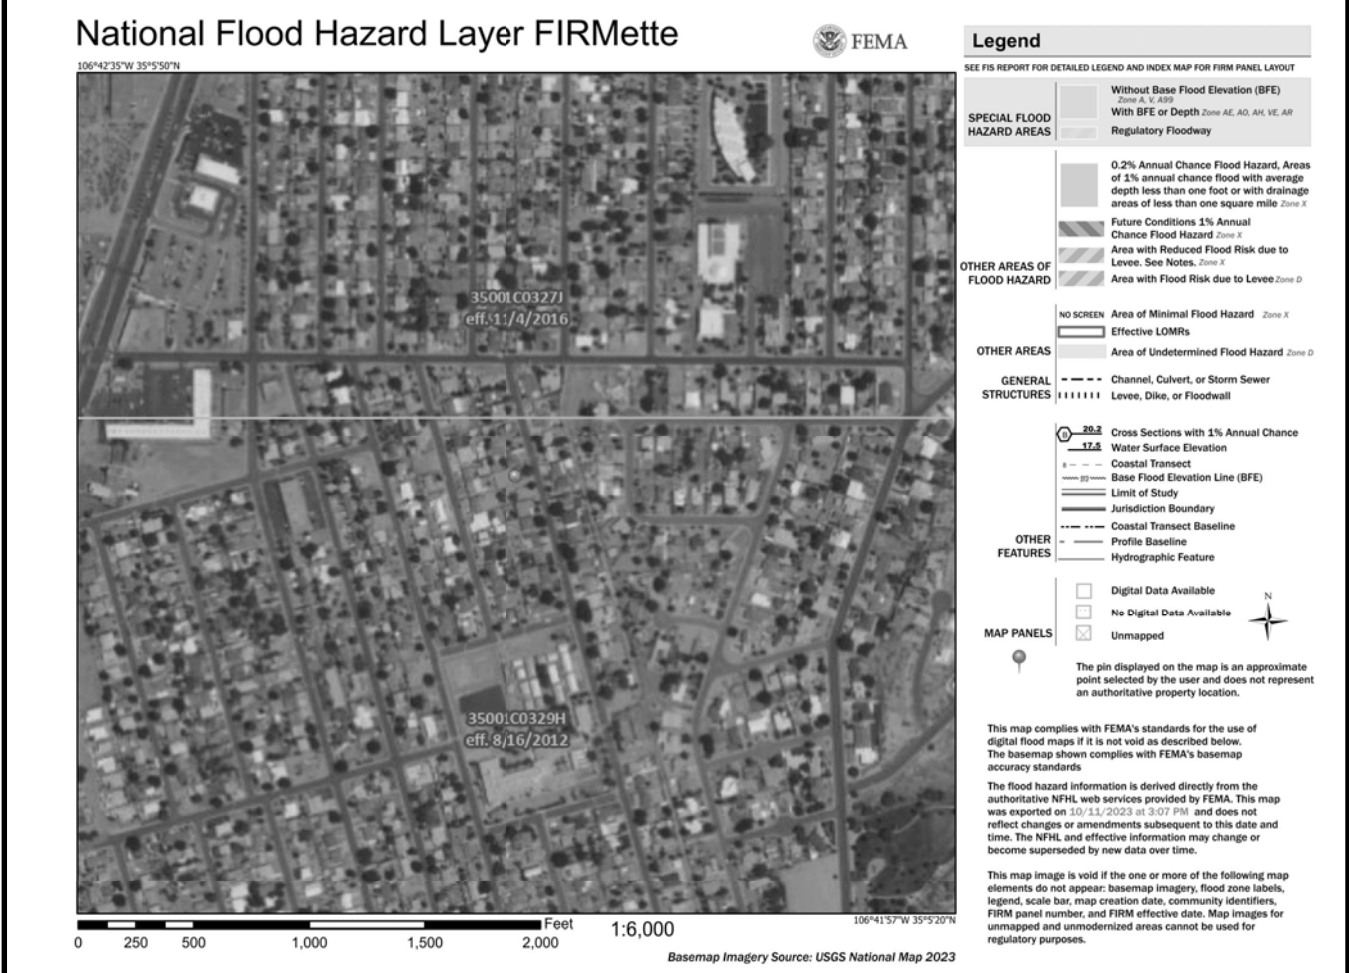 National Flood Hazard Layer FIRMette
FEMA
106°42'35"W 35°5'50"N
35001C0327J
eff. 11/4/2016
35001C0329H
eff. 8/16/2012
106°41'57"W 35°5'20"N
Feet
0 250 500 1,000 1,500 2,000
1:6,000
Basemap Imagery Source: USGS National Map 2023
Legend
SEE FIS REPORT FOR DETAILED LEGEND AND INDEX MAP FOR FIRM PANEL LAYOUT
SPECIAL FLOOD
HAZARD AREAS
Without Base Flood Elevation (BFE)
Zone A, V, A99
With BFE or Depth Zone AE, AO, AH, VE, AR
Regulatory Floodway
OTHER AREAS OF
FLOOD HAZARD
0.2% Annual Chance Flood Hazard, Areas
of 1% annual chance flood with average
depth less than one foot or with drainage
areas of less than one square mile Zone X
Future Conditions 1% Annual
Chance Flood Hazard Zone X
Area with Reduced Flood Risk due to
Levee. See Notes. Zone X
Area with Flood Risk due to Levee Zone D
OTHER AREAS
NO SCREEN Area of Minimal Flood Hazard Zone X
Effective LOMRs
Area of Undetermined Flood Hazard Zone D
GENERAL
STRUCTURES
Channel, Culvert, or Storm Sewer
Levee, Dike, or Floodwall
OTHER
FEATURES
B 20.2 Cross Sections with 1% Annual Chance
17.5 Water Surface Elevation
8 Coastal Transect
Base Flood Elevation Line (BFE)
Limit of Study
Jurisdiction Boundary
Coastal Transect Baseline
Profile Baseline
Hydrographic Feature
MAP PANELS
Digital Data Available
No Digital Data Available
Unmapped
N
The pin displayed on the map is an approximate
point selected by the user and does not represent
an authoritative property location.
This map complies with FEMA's standards for the use of
digital flood maps if it is not void as described below.
The basemap shown complies with FEMA's basemap
accuracy standards
The flood hazard information is derived directly from the
authoritative NFHL web services provided by FEMA. This map
was exported on 10/11/2023 at 3:07 PM and does not
reflect changes or amendments subsequent to this date and
time. The NFHL and effective information may change or
become superseded by new data over time.
This map image is void if the one or more of the following map
elements do not appear: basemap imagery, flood zone labels,
legend, scale bar, map creation date, community identifiers,
FIRM panel number, and FIRM effective date. Map images for
unmapped and unmodernized areas cannot be used for
regulatory purposes.